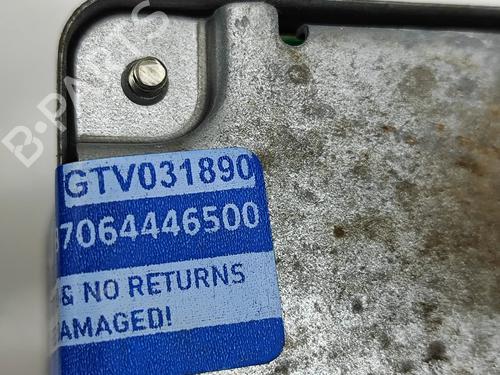 B-PARTS
GTV031890
7064446500
& NO RETURNS
AMAGED!